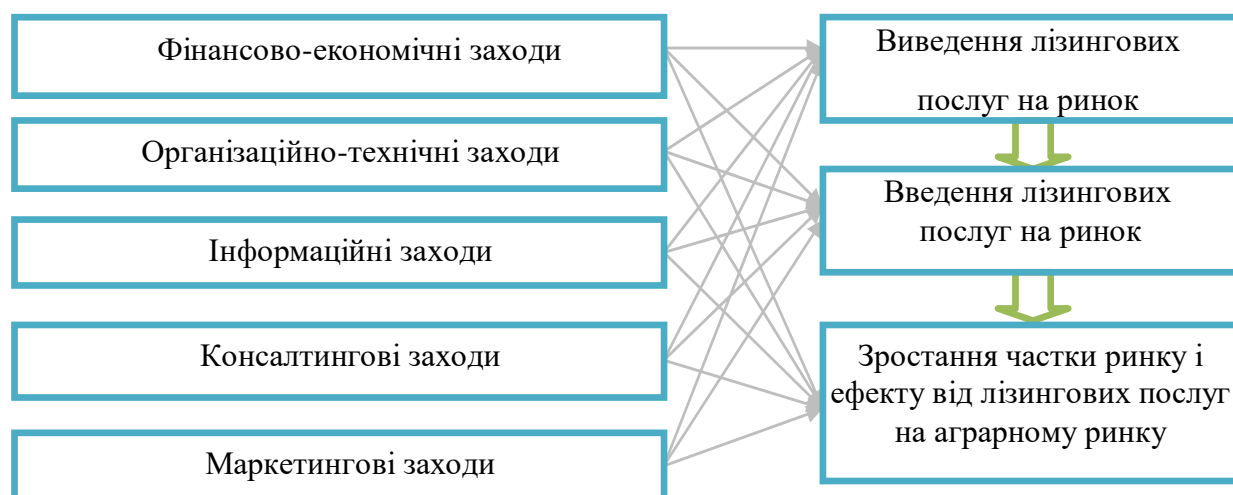 Фінансово-економічні заходи
Організаційно-технічні заходи
Інформаційні заходи
Консалтингові заходи
Маркетингові заходи
Виведення лізингових
послуг на ринок
Введення лізингових
послуг на ринок
Зростання частки ринку і
ефекту від лізингових послуг
на аграрному ринку